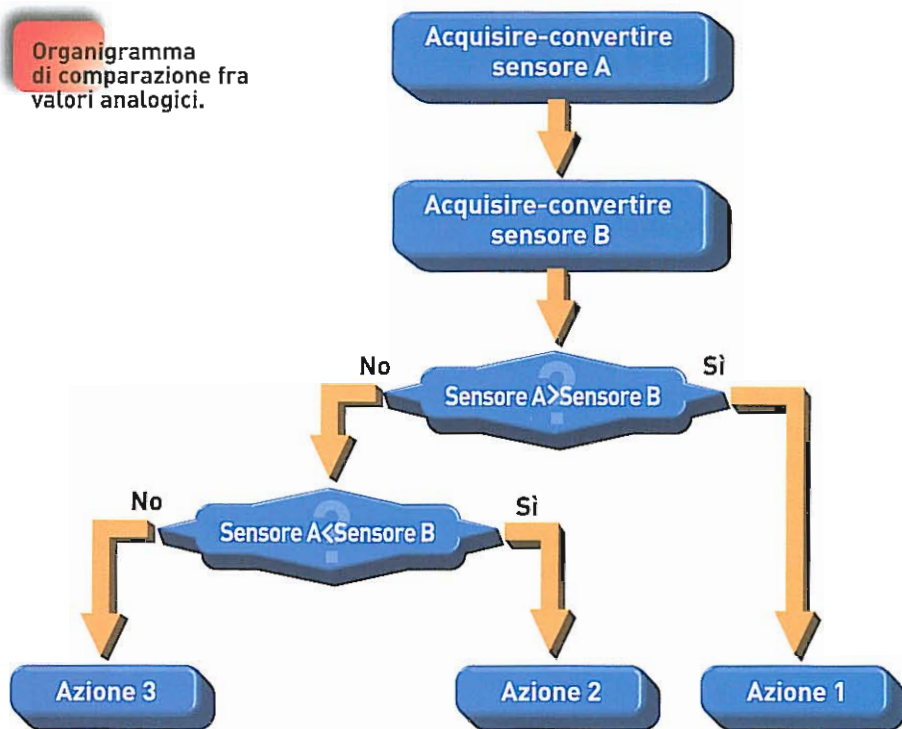 Organigramma
di comparazione fra
valori analogici.
Acquisire-convertire
sensore A
Acquisire-convertire
sensore B
No
Sì
?
Sensore A>Sensore B
No
Sì
?
Sensore A<Sensore B
Azione 3
Azione 2
Azione 1